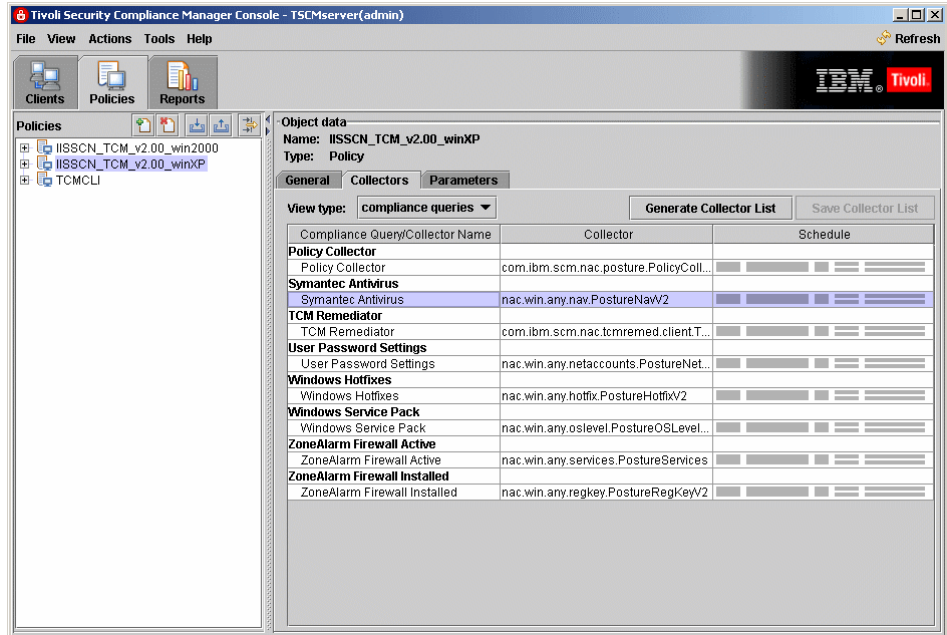 Tivoli Security Compliance Manager Console - TSCMserver(admin)
File View Actions Tools Help
Refresh
Clients Policies Reports
IBM. Tivoli.
Policies
IISSCN_TCM_v2.00_win2000
IISSCN_TCM_v2.00_winXP
TCMCLI
Object data
Name: IISSCN_TCM_v2.00_winXP
Type: Policy
General Collectors Parameters
View type: compliance queries Generate Collector List Save Collector List
Compliance Query/Collector Name Collector Schedule
Policy Collector
Policy Collector com.ibm.scm.nac.posture.PolicyColl...
Symantec Antivirus
Symantec Antivirus nac.win.any.nav.PostureNavV2
TCM Remediator
TCM Remediator com.ibm.scm.nac.tcmremed.client.T...
User Password Settings
User Password Settings nac.win.any.netaccounts.PostureNet...
Windows Hotfixes
Windows Hotfixes nac.win.any.hotfix.PostureHotfixV2
Windows Service Pack
Windows Service Pack nac.win.any.oslevel.PostureOSLevel...
ZoneAlarm Firewall Active
ZoneAlarm Firewall Active nac.win.any.services.PostureServices
ZoneAlarm Firewall Installed
ZoneAlarm Firewall Installed nac.win.any.regkey.PostureRegKeyV2